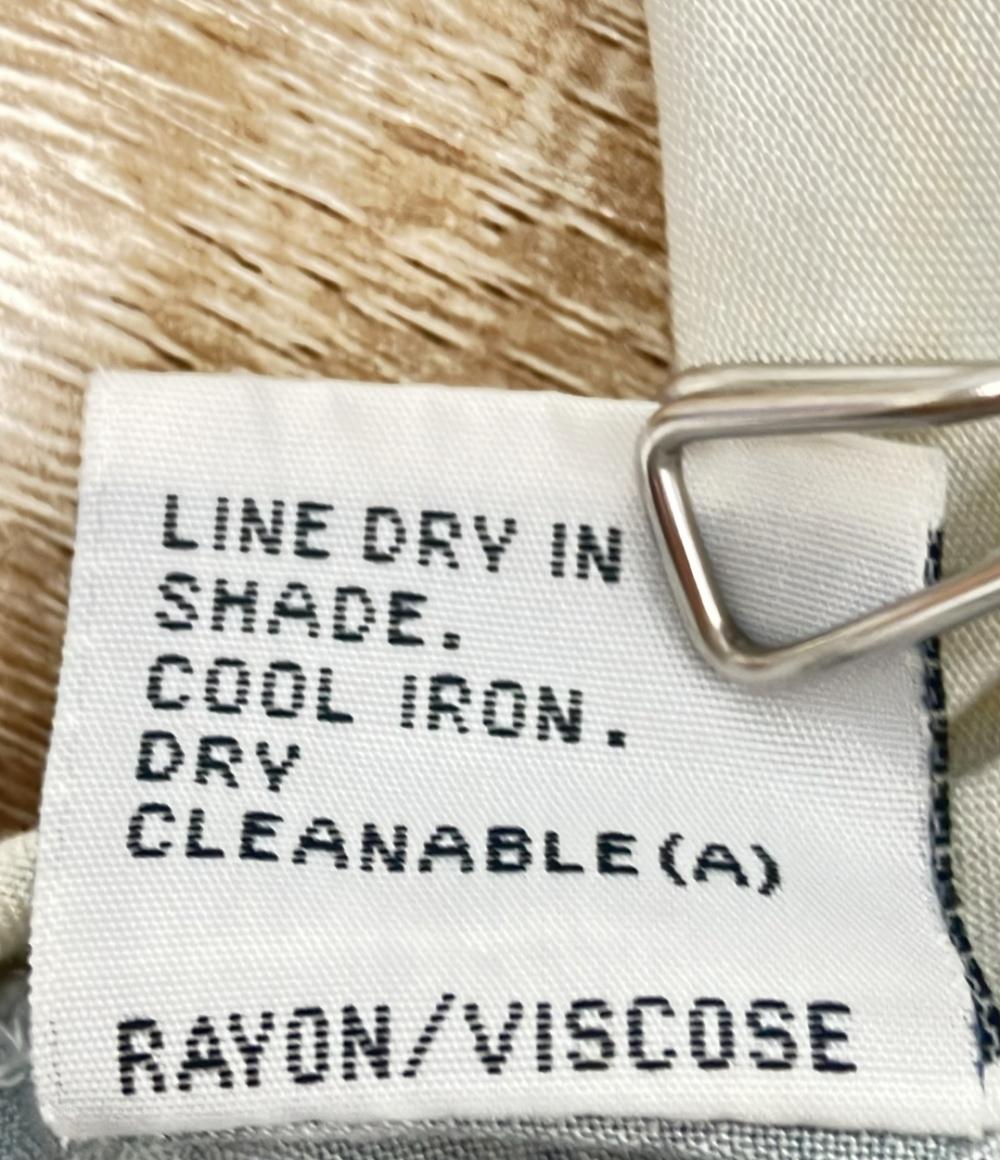 LINE DRY IN
SHADE.
COOL IRON.
DRY
CLEANABLE(A)
RAYON/VISCOSE